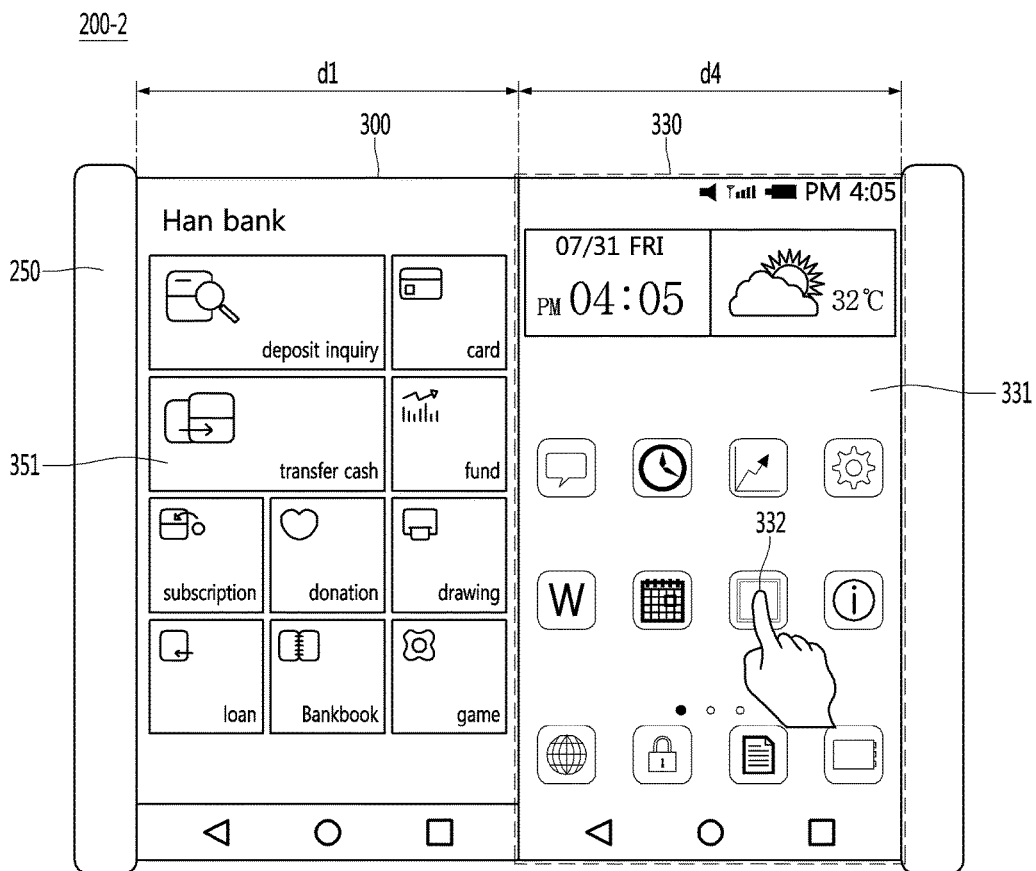 200-2
d1
d4
300
330
PM 4:05
Han bank
07/31 FRI
PM 04:05
32℃
250
deposit inquiry
card
331
351
transfer cash
fund
332
subscription
donation
drawing
W
i
loan
Bankbook
game